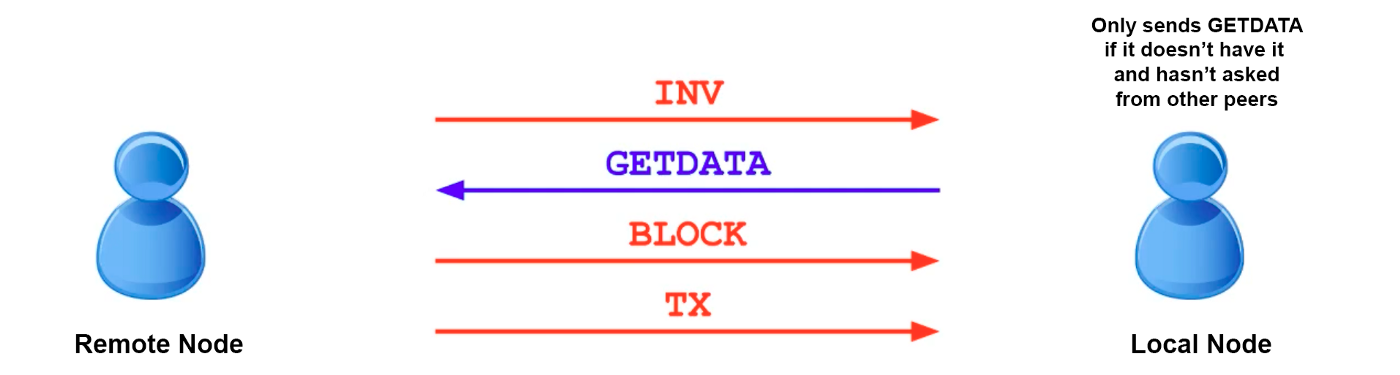 Only sends GETDATA
if it doesn't have it
and hasn't asked
from other peers
INV
GETDATA
BLOCK
TX
Remote Node
Local Node